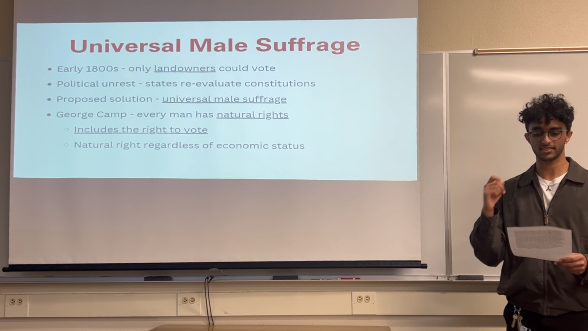 Universal Male Suffrage
• Early 1800s - only landowners could vote
• Political unrest - states re-evaluate constitutions
• Proposed solution - universal male suffrage
• George Camp - every man has natural rights
○ Includes the right to vote
○ Natural right regardless of economic status